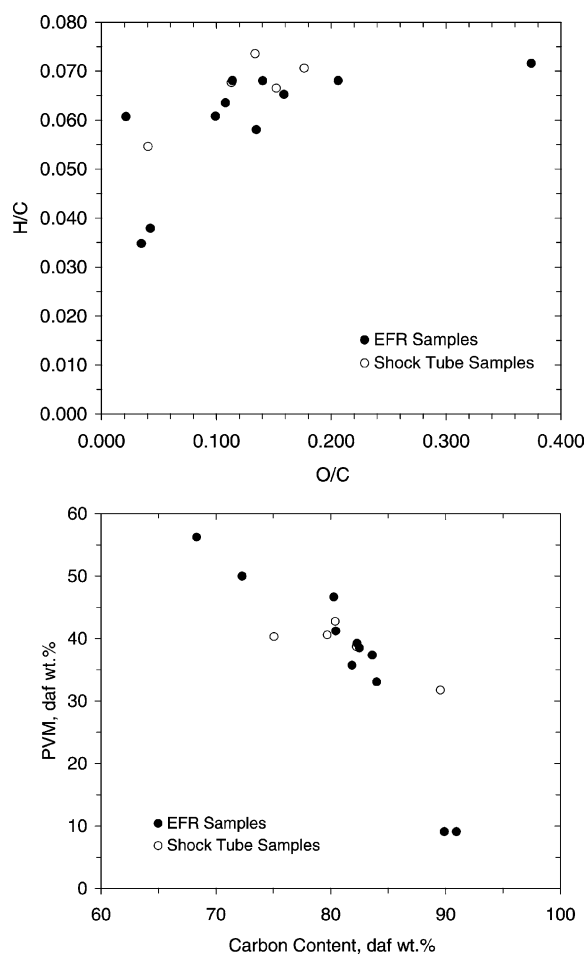 0.080
0.070
0.060
0.050
0.040
0.030
0.020
0.010
0.000
H/C
EFR Samples
Shock Tube Samples
0.000 0.100 0.200 0.300 0.400
O/C
60
50
40
30
20
10
0
PVM, daf wt.%
EFR Samples
Shock Tube Samples
60 70 80 90 100
Carbon Content, daf wt.%